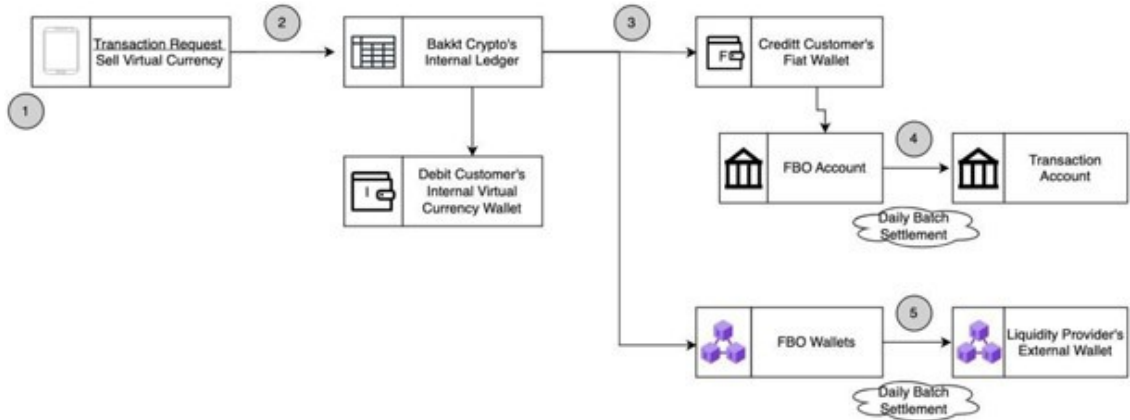 2
3
Transaction Request
Sell Virtual Currency
Bakkt Crypto's
Internal Ledger
F
Creditt Customer's
Fiat Wallet
1
4
FBO Account
Transaction
Account
I
Debit Customer's
Internal Virtual
Currency Wallet
Daily Batch
Settlement
5
FBO Wallets
Liquidity Provider's
External Wallet
Daily Batch
Settlement